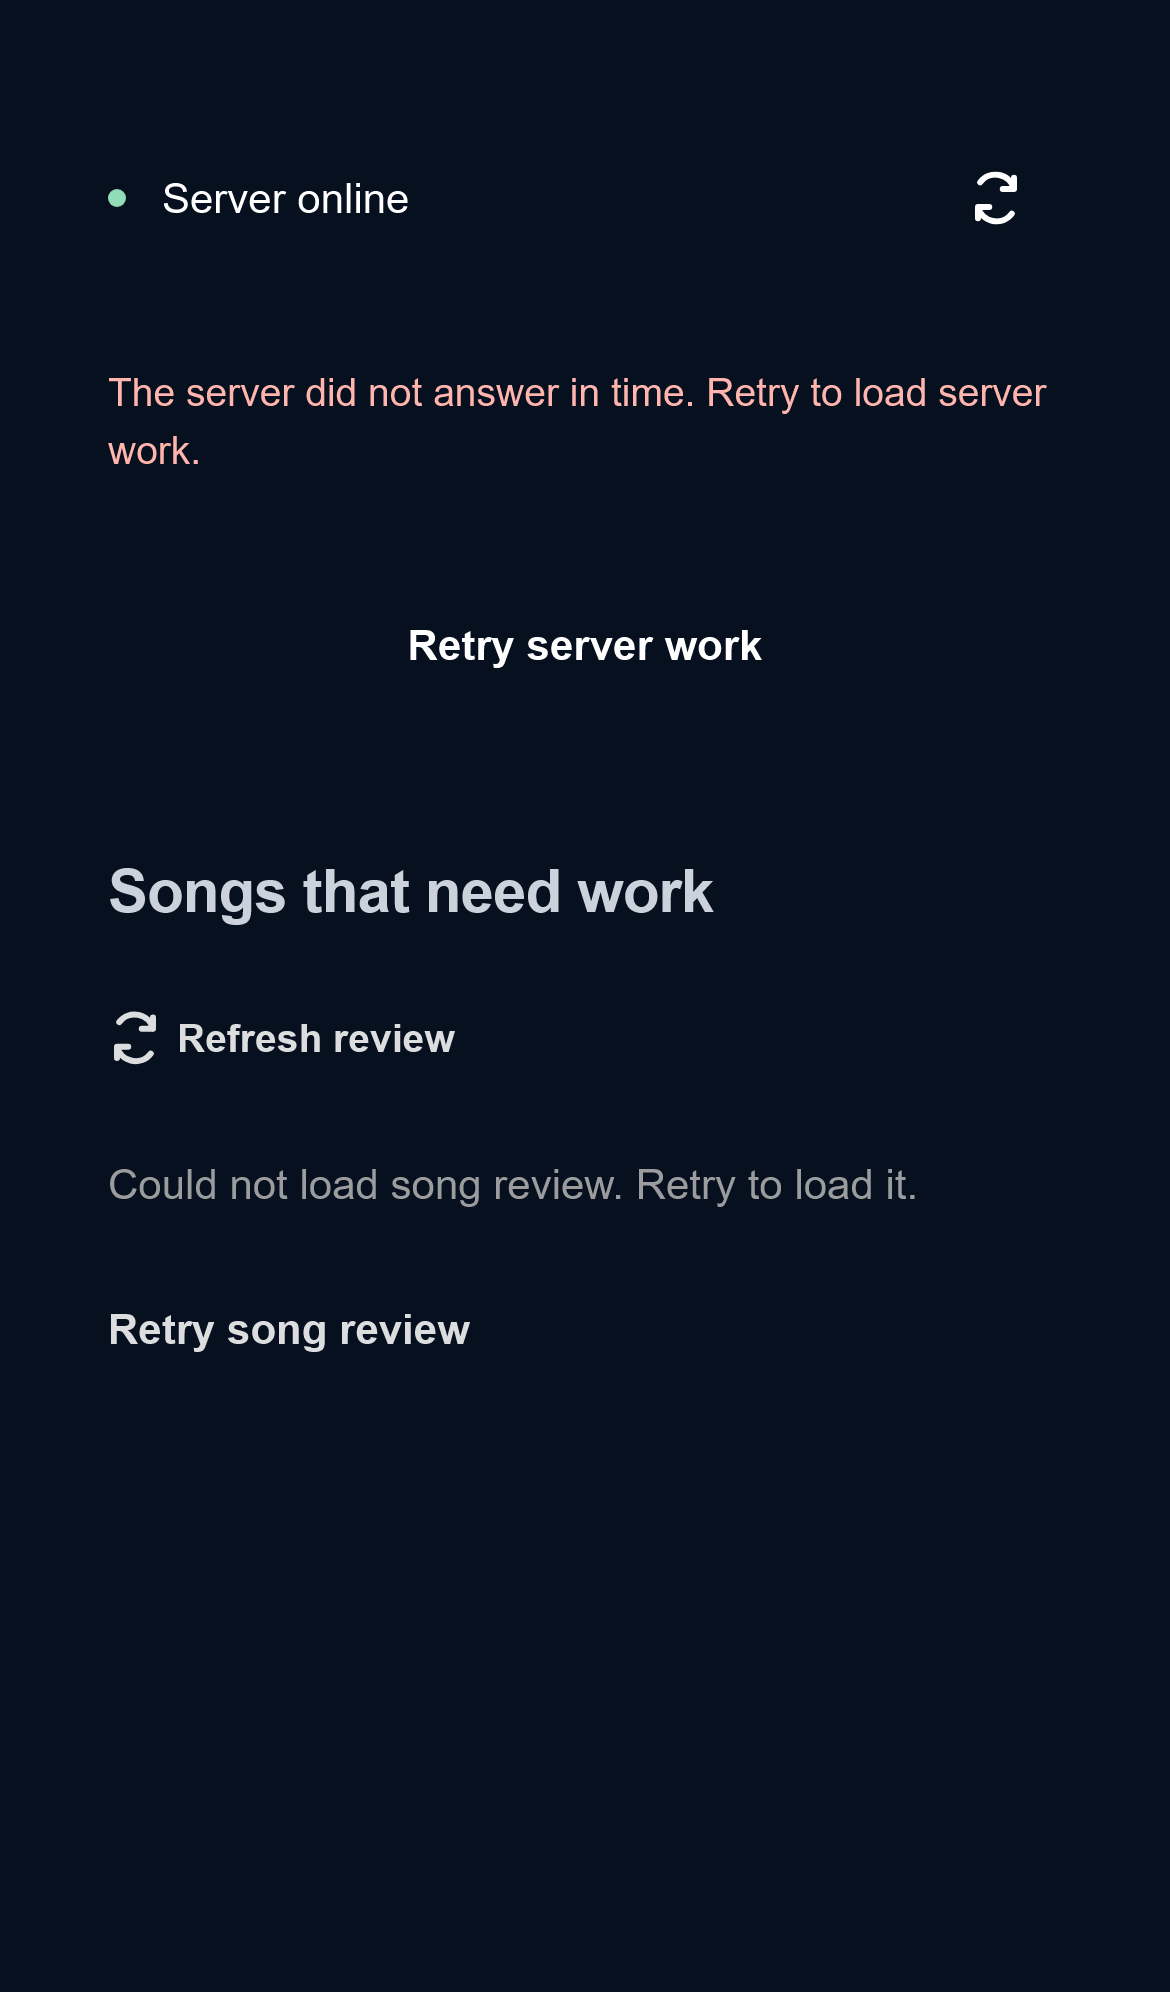 Server online
The server did not answer in time. Retry to load server
work.
Retry server work
Songs that need work
Refresh review
Could not load song review. Retry to load it.
Retry song review